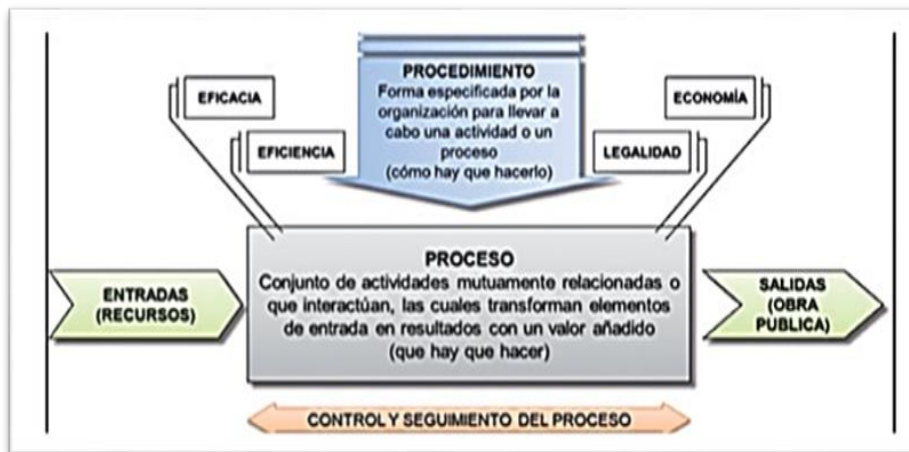 PROCEDIMIENTO
Forma especificada por la
organización para llevar a
cabo una actividad o un
proceso
(cómo hay que hacerlo)
EFICACIA
EFICIENCIA
ECONOMÍA
LEGALIDAD
PROCESO
Conjunto de actividades mutuamente relacionadas o
que interactúan, las cuales transforman elementos
de entrada en resultados con un valor añadido
(que hay que hacer)
ENTRADAS
(RECURSOS)
SALIDAS
(OBRA
PÚBLICA)
CONTROL Y SEGUIMIENTO DEL PROCESO